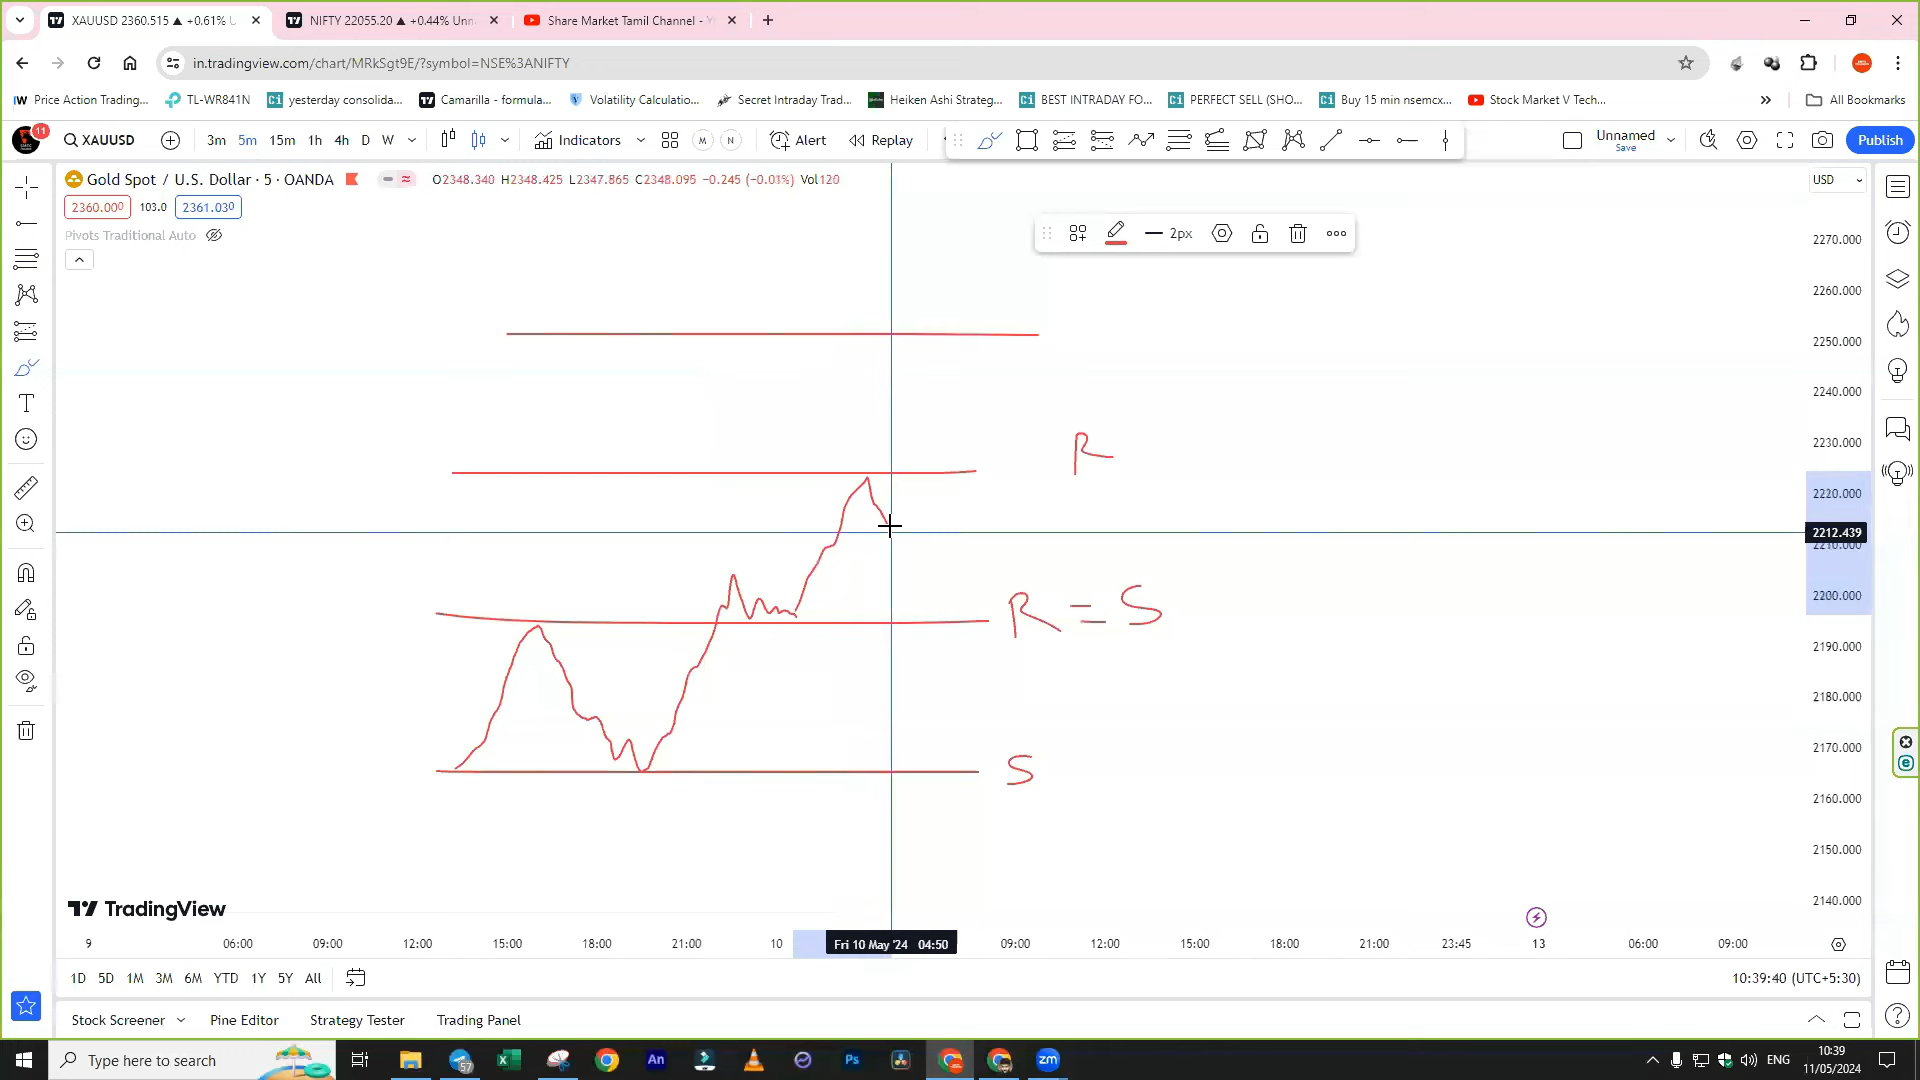 XAUUSD 2360.515 ▲ +0.61% U
NIFTY 22055.20 ▲ +0.44% Unn
Share Market Tamil Channel - Y
in.tradingview.com/chart/MRkSgt9E/?symbol=NSE%3ANIFTY
Price Action Trading...
TL-WR841N
yesterday consolida...
Camarilla - formula...
Volatility Calculatio...
Secret Intraday Trad...
Heiken Ashi Strateg...
BEST INTRADAY FO...
PERFECT SELL (SHO...
Buy 15 min nsemcx...
Stock Market V Tech...
All Bookmarks
11
XAUUSD
3m 5m 15m 1h 4h D W
Indicators
M N
Alert
Replay
Unnamed
Save
Publish
Gold Spot / U.S. Dollar · 5 · OANDA
O2348.340 H2348.425 L2347.865 C2348.095 −0.245 (−0.01%) Vol120
USD
2360.000 103.0 2361.030
Pivots Traditional Auto
2px
2270.000
2260.000
2250.000
2240.000
2230.000
R
2220.000
2212.439
2210.000
2200.000
R = S
2190.000
2180.000
2170.000
S
2160.000
2150.000
2140.000
TradingView
9 06:00 09:00 12:00 15:00 18:00 21:00 10 Fri 10 May '24 04:50 09:00 12:00 15:00 18:00 21:00 23:45 13 06:00 09:00
1D 5D 1M 3M 6M YTD 1Y 5Y All
10:39:40 (UTC+5:30)
Stock Screener Pine Editor Strategy Tester Trading Panel
Type here to search
57
An
Ps
zm
ENG
10:39
11/05/2024